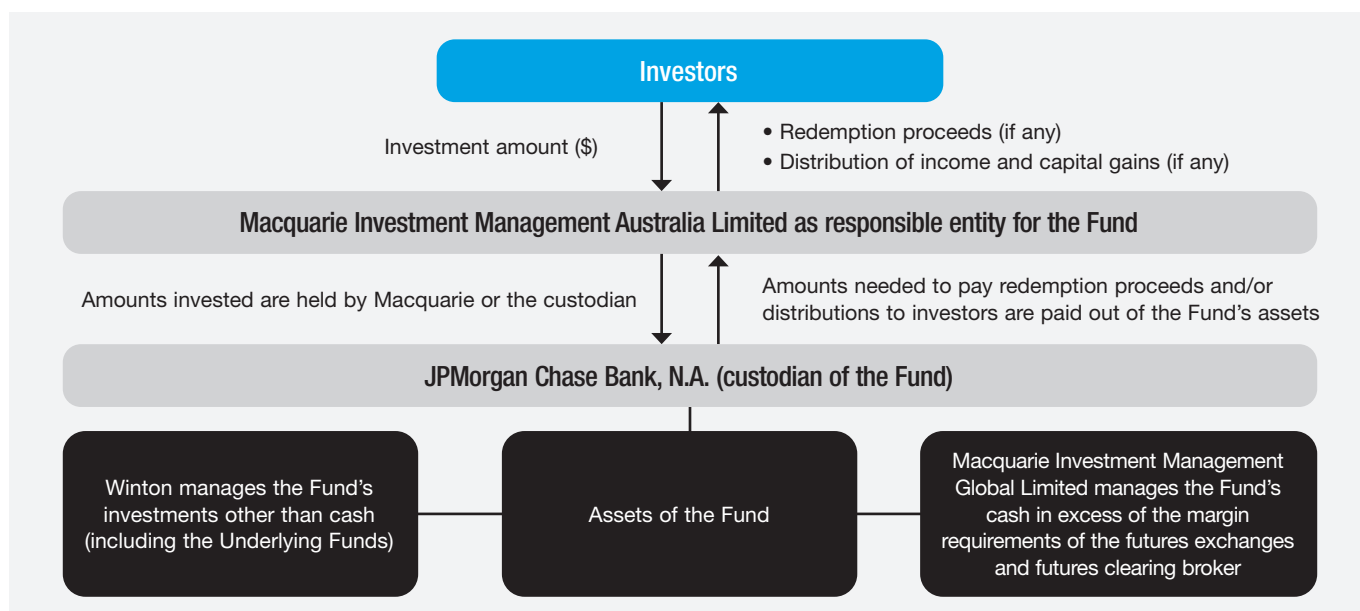 Investors
Investment amount ($)
• Redemption proceeds (if any)
• Distribution of income and capital gains (if any)
Macquarie Investment Management Australia Limited as responsible entity for the Fund
Amounts invested are held by Macquarie or the custodian
Amounts needed to pay redemption proceeds and/or
distributions to investors are paid out of the Fund’s assets
JPMorgan Chase Bank, N.A. (custodian of the Fund)
Winton manages the Fund’s
investments other than cash
(including the Underlying Funds)
Assets of the Fund
Macquarie Investment Management
Global Limited manages the Fund’s
cash in excess of the margin
requirements of the futures exchanges
and futures clearing broker